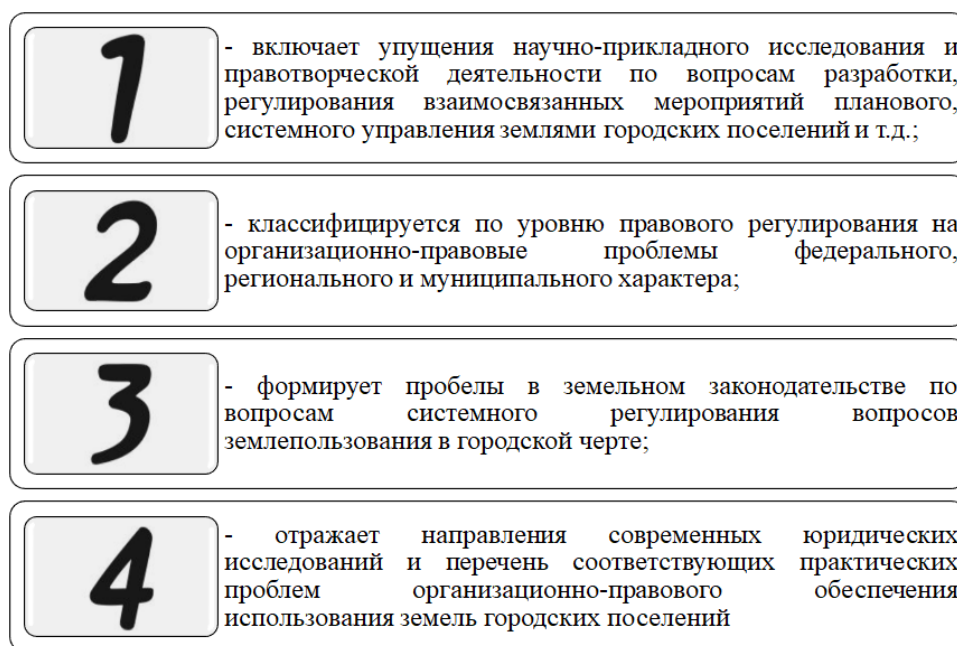 1
- включает упущения научно-прикладного исследования и
правотворческой деятельности по вопросам разработки,
регулирования взаимосвязанных мероприятий планового,
системного управления землями городских поселений и т.д.;
2
- классифицируется по уровню правового регулирования на
организационно-правовые проблемы федерального,
регионального и муниципального характера;
3
- формирует пробелы в земельном законодательстве по
вопросам системного регулирования вопросов
землепользования в городской черте;
4
- отражает направления современных юридических
исследований и перечень соответствующих практических
проблем организационно-правового обеспечения
использования земель городских поселений